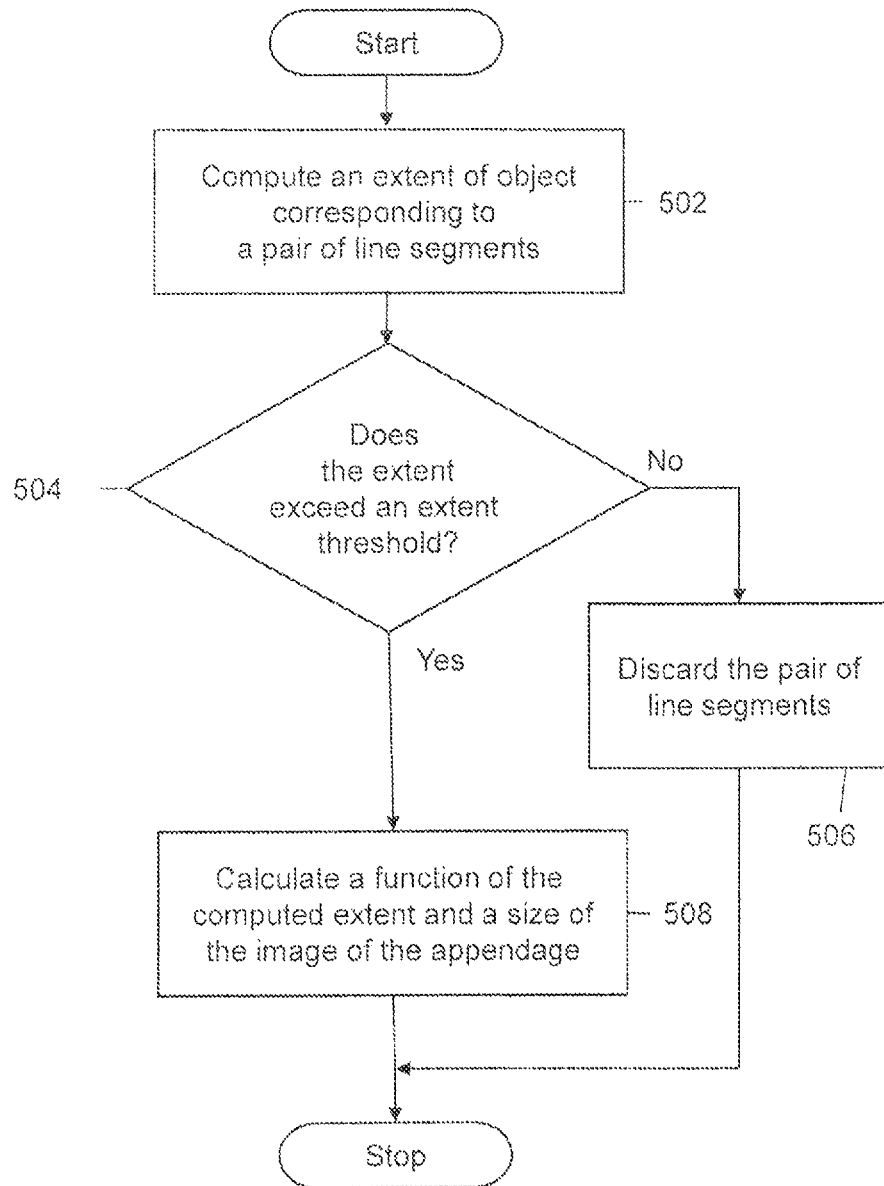 Start
Compute an extent of object
corresponding to
a pair of line segments
502
Does
the extent
exceed an extent
threshold?
504
No
Yes
Discard the pair of
line segments
506
Calculate a function of the
computed extent and a size of
the image of the appendage
508
Stop